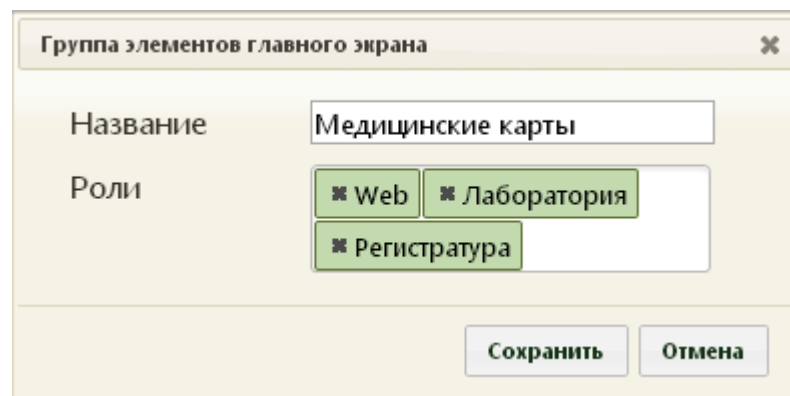 Группа элементов главного экрана
Название Медицинские карты
Роли Web Лаборатория
Регистратура
Сохранить Отмена